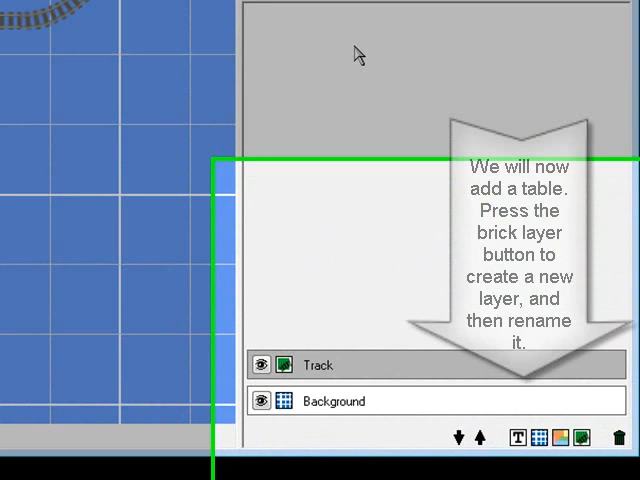 We will now
add a table.
Press the
brick layer
button to
create a new
layer, and
then rename
it.
Track
Background
T